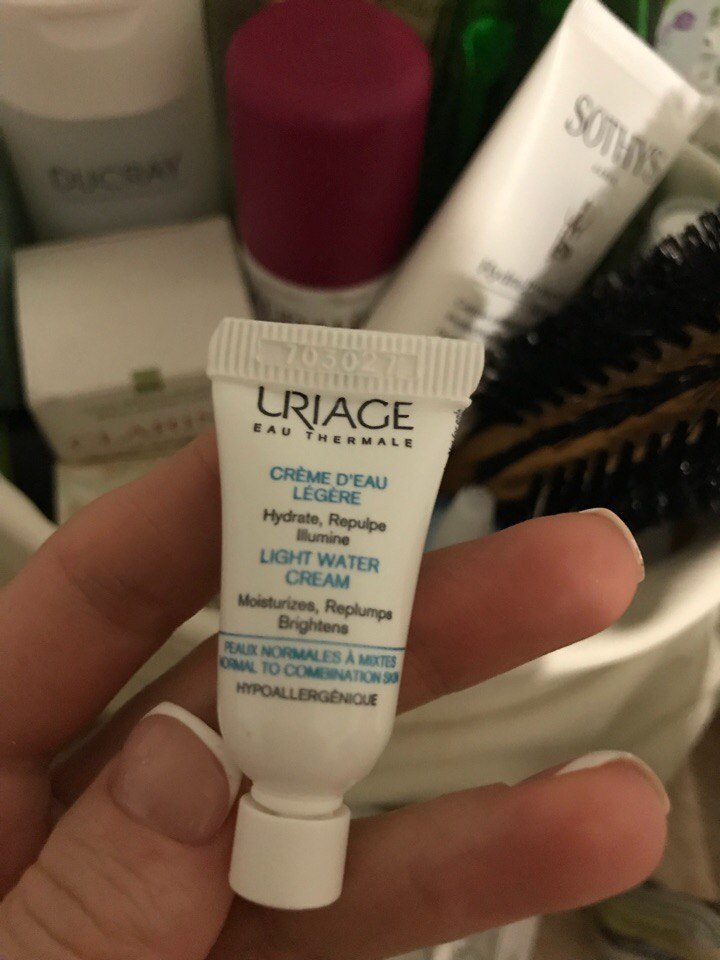 DUCRAY
SOTHYS
703027
URIAGE
EAU THERMALE
CRÈME D'EAU
LÉGÈRE
Hydrate, Repulpe
Illumine
LIGHT WATER
CREAM
Moisturizes, Replumps
Brightens
PEAUX NORMALES À MIXTES
NORMAL TO COMBINATION SKIN
HYPOALLERGÉNIQUE